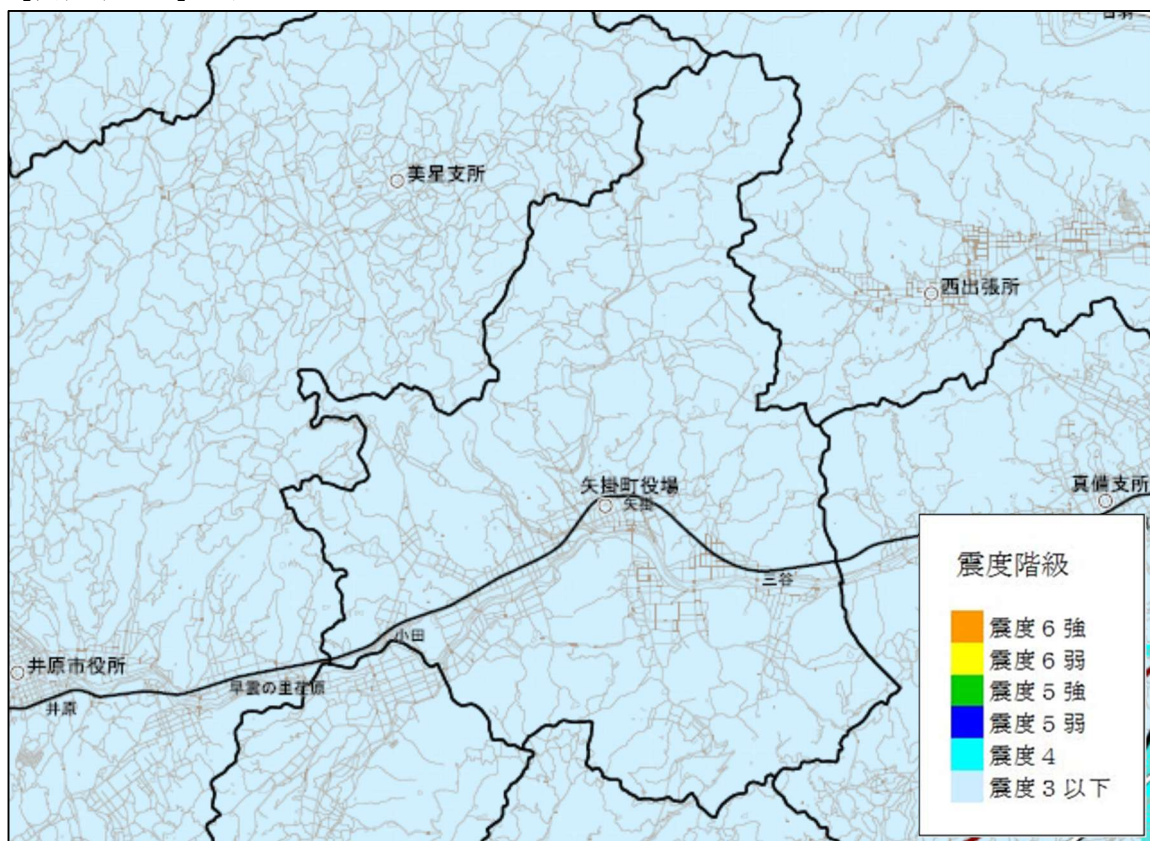 美星支所
西出張所
矢掛町役場
矢掛
真備支所
三谷
小田
井原市役所
早雲の里荏原
井原
震度階級
震度6強
震度6弱
震度5強
震度5弱
震度4
震度3以下